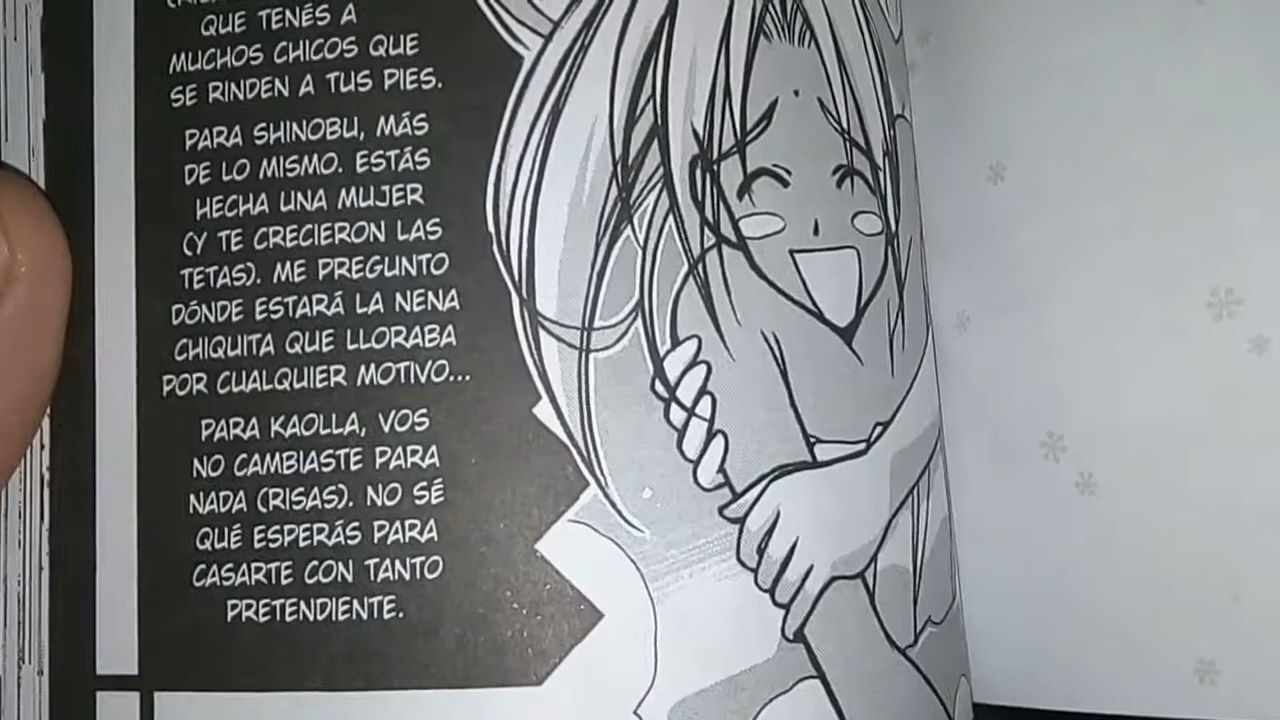 QUE TENÉS A
MUCHOS CHICOS QUE
SE RINDEN A TUS PIES.
PARA SHINOBU, MÁS
DE LO MISMO. ESTÁS
HECHA UNA MUJER
(Y TE CRECIERON LAS
TETAS). ME PREGUNTO
DÓNDE ESTARÁ LA NENA
CHIQUITA QUE LLORABA
POR CUALQUIER MOTIVO...
PARA KAOLLA, VOS
NO CAMBIASTE PARA
NADA (RISAS). NO SÉ
QUÉ ESPERÁS PARA
CASARTE CON TANTO
PRETENDIENTE.